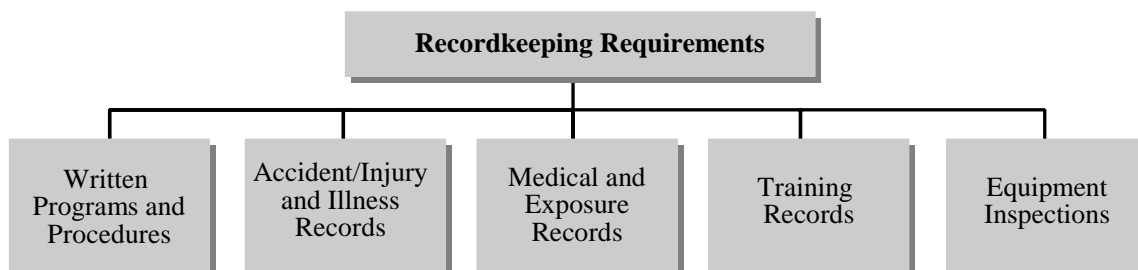 Recordkeeping Requirements
Written
Programs and
Procedures
Accident/Injury
and Illness
Records
Medical and
Exposure
Records
Training
Records
Equipment
Inspections